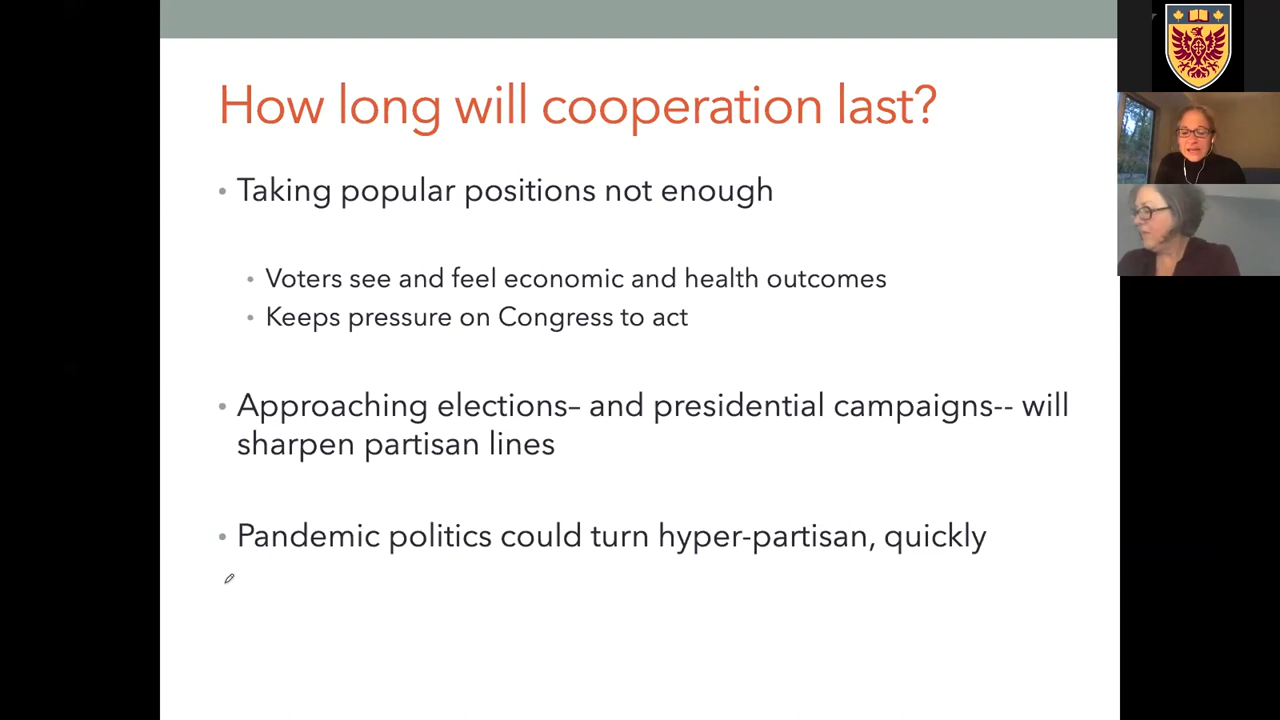 How long will cooperation last?
• Taking popular positions not enough
• Voters see and feel economic and health outcomes
• Keeps pressure on Congress to act
• Approaching elections– and presidential campaigns-- will
sharpen partisan lines
• Pandemic politics could turn hyper-partisan, quickly